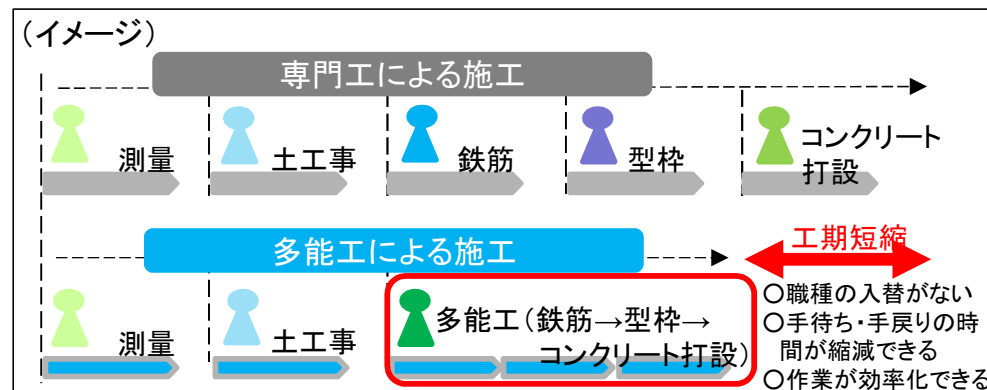 (イメージ)
専門工による施工
測量
土工事
鉄筋
型枠
コンクリート
打設
多能工による施工
工期短縮
測量
土工事
多能工(鉄筋→型枠→
コンクリート打設)
○職種の入替がない
○手待ち・手戻りの時
間が縮減できる
○作業が効率化できる